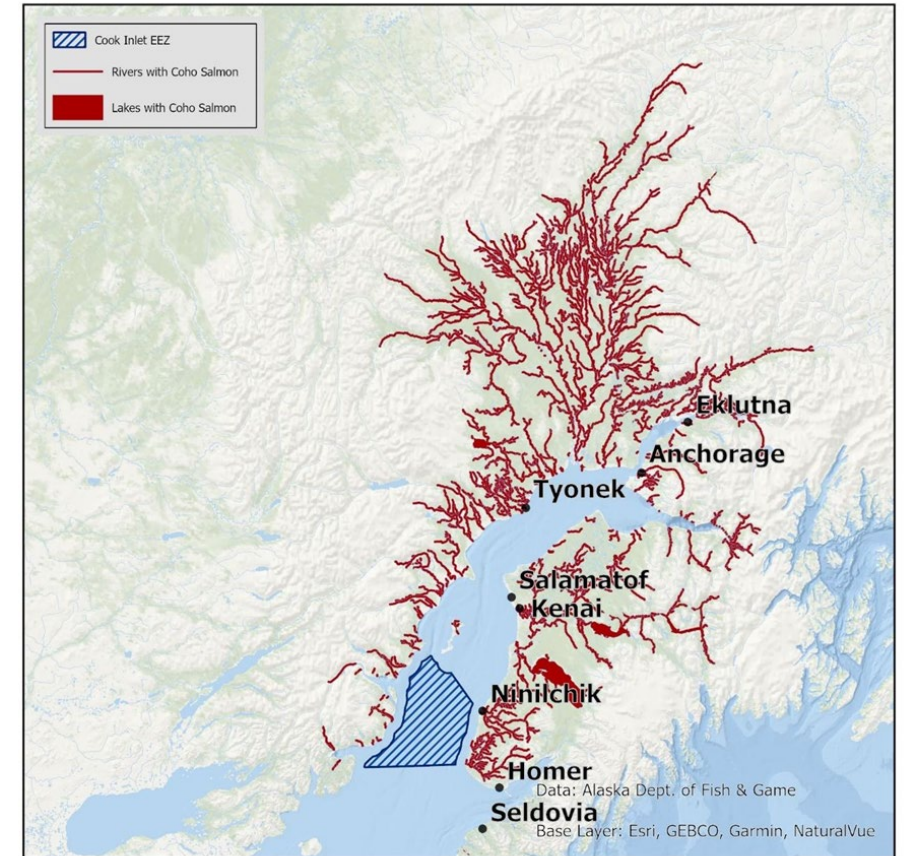 Cook Inlet EEZ
Rivers with Coho Salmon
Lakes with Coho Salmon
Eklutna
Anchorage
Tyonek
Salamatof
Kenai
Ninilchik
Homer
Data: Alaska Dept. of Fish & Game
Seldovia
Base Layer: Esri, GEBCO, Garmin, NaturalVue